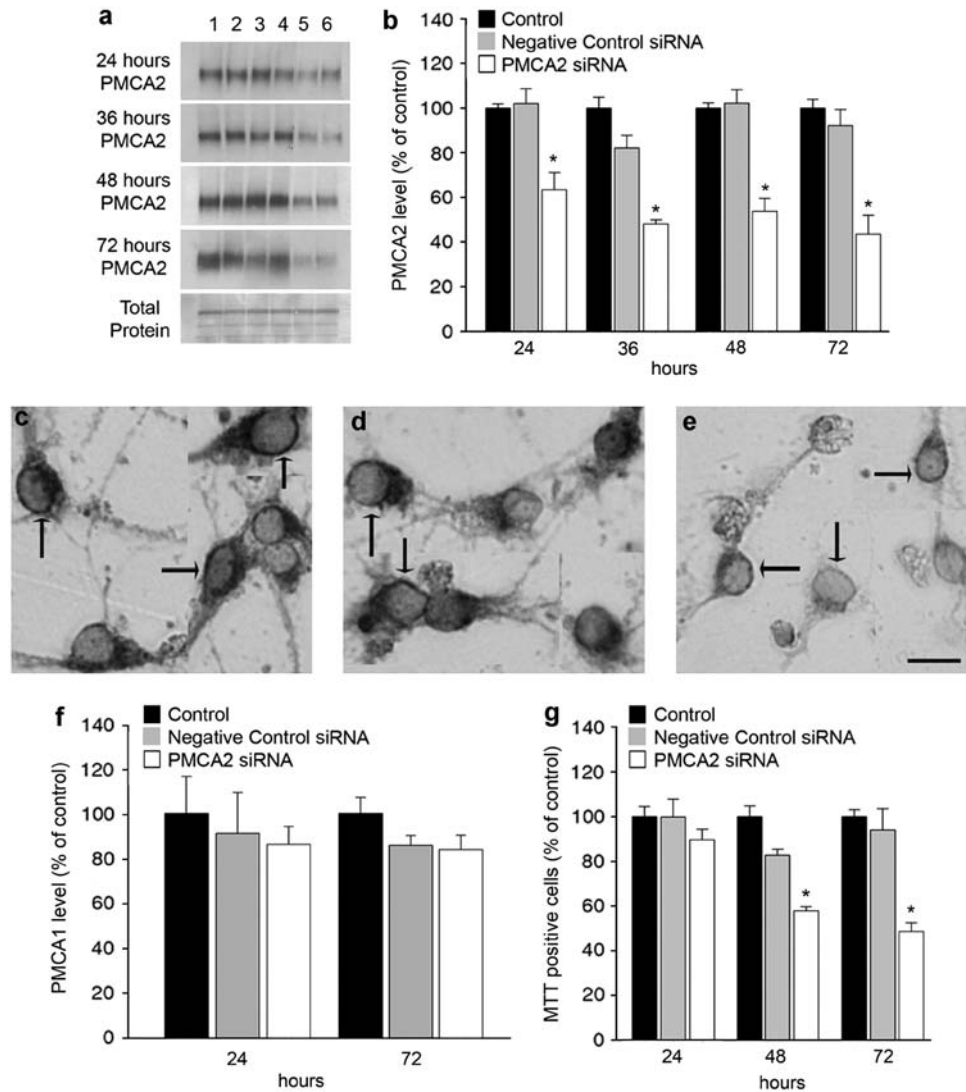 a
1 2 3 4 5 6
24 hours
PMCA2
36 hours
PMCA2
48 hours
PMCA2
72 hours
PMCA2
Total
Protein
b
Control
Negative Control siRNA
PMCA2 siRNA
PMCA2 level (% of control)
140
120
100
80
60
40
20
0
*
*
*
*
24 36 48 72
hours
c
d
e
f
Control
Negative Control siRNA
PMCA2 siRNA
PMCA1 level (% of control)
140
120
100
80
60
40
20
0
24 72
hours
g
Control
Negative Control siRNA
PMCA2 siRNA
MTT positive cells (% of control)
140
120
100
80
60
40
20
0
*
*
24 48 72
hours